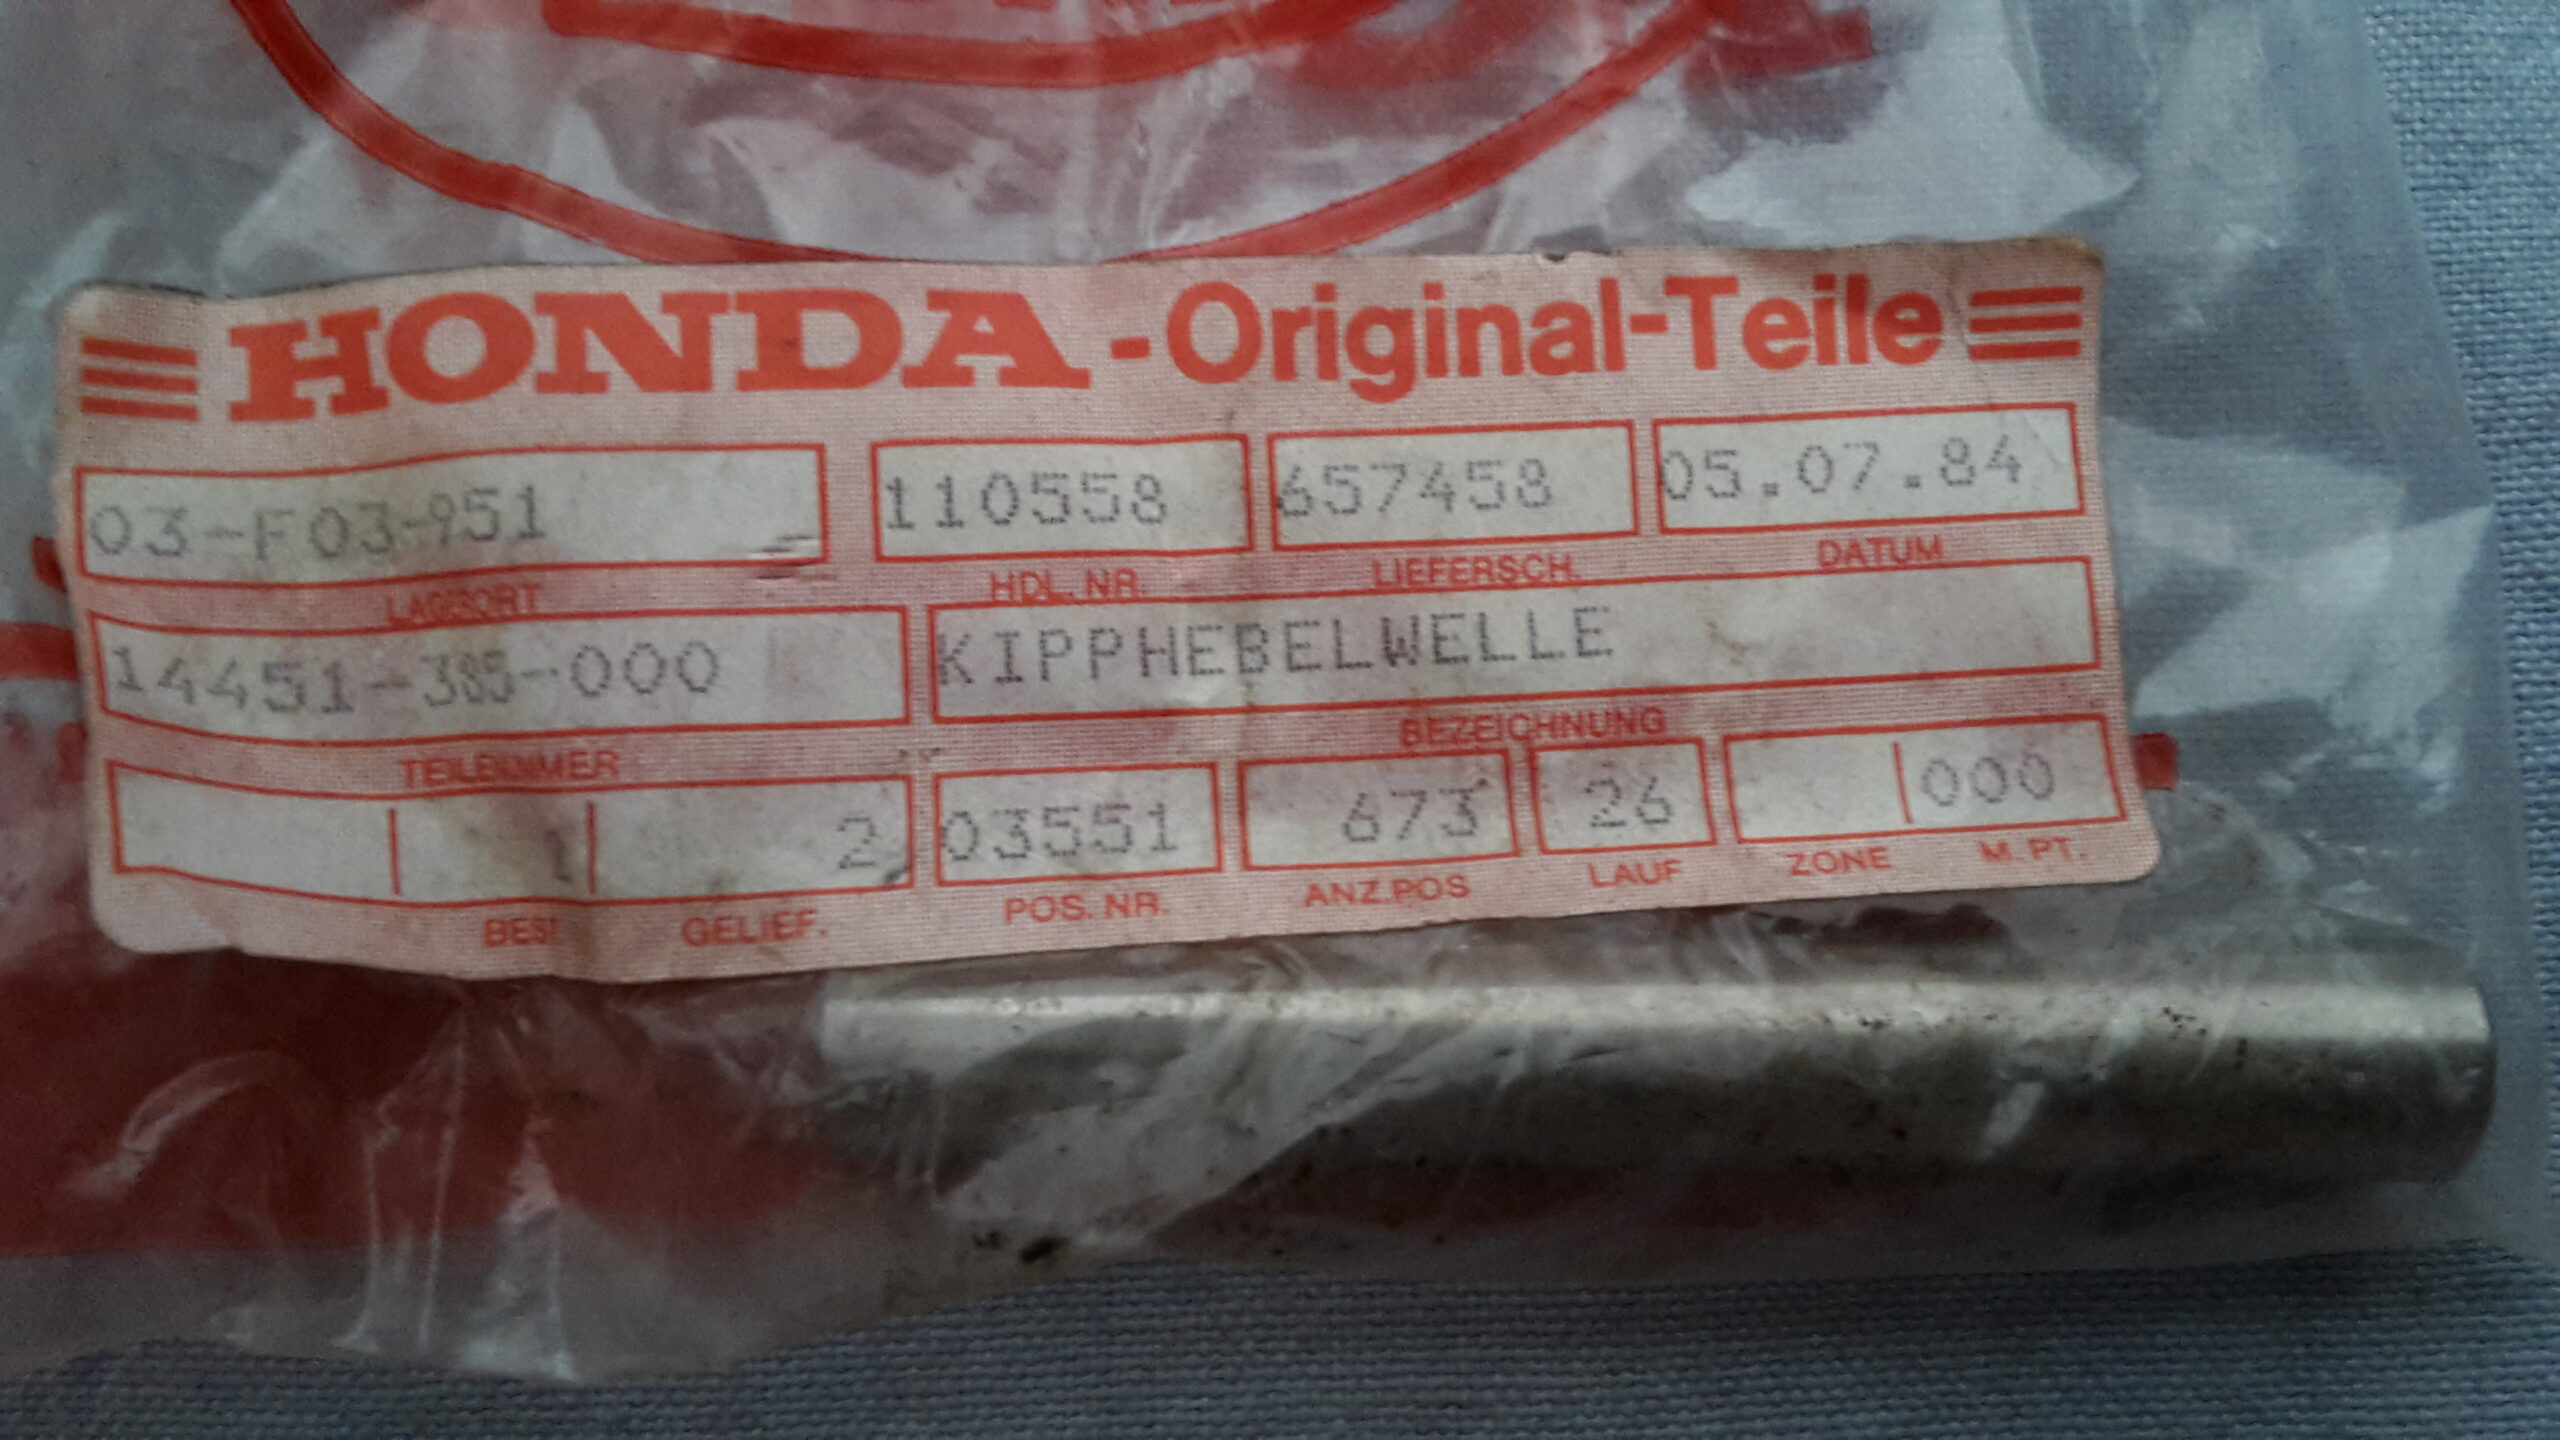 HONDA-Original-Teile
03-F03-951 110558 657458 05.07.84
LAGEORT HDL. NR. LIEFERSCH. DATUM
14451-385-000 KIPPHEBELWELLE
BEZEICHNUNG
1 2 03551 673 26 000
GELIEF. POS. NR. ANZ.POS LAUF ZONE M. PT.